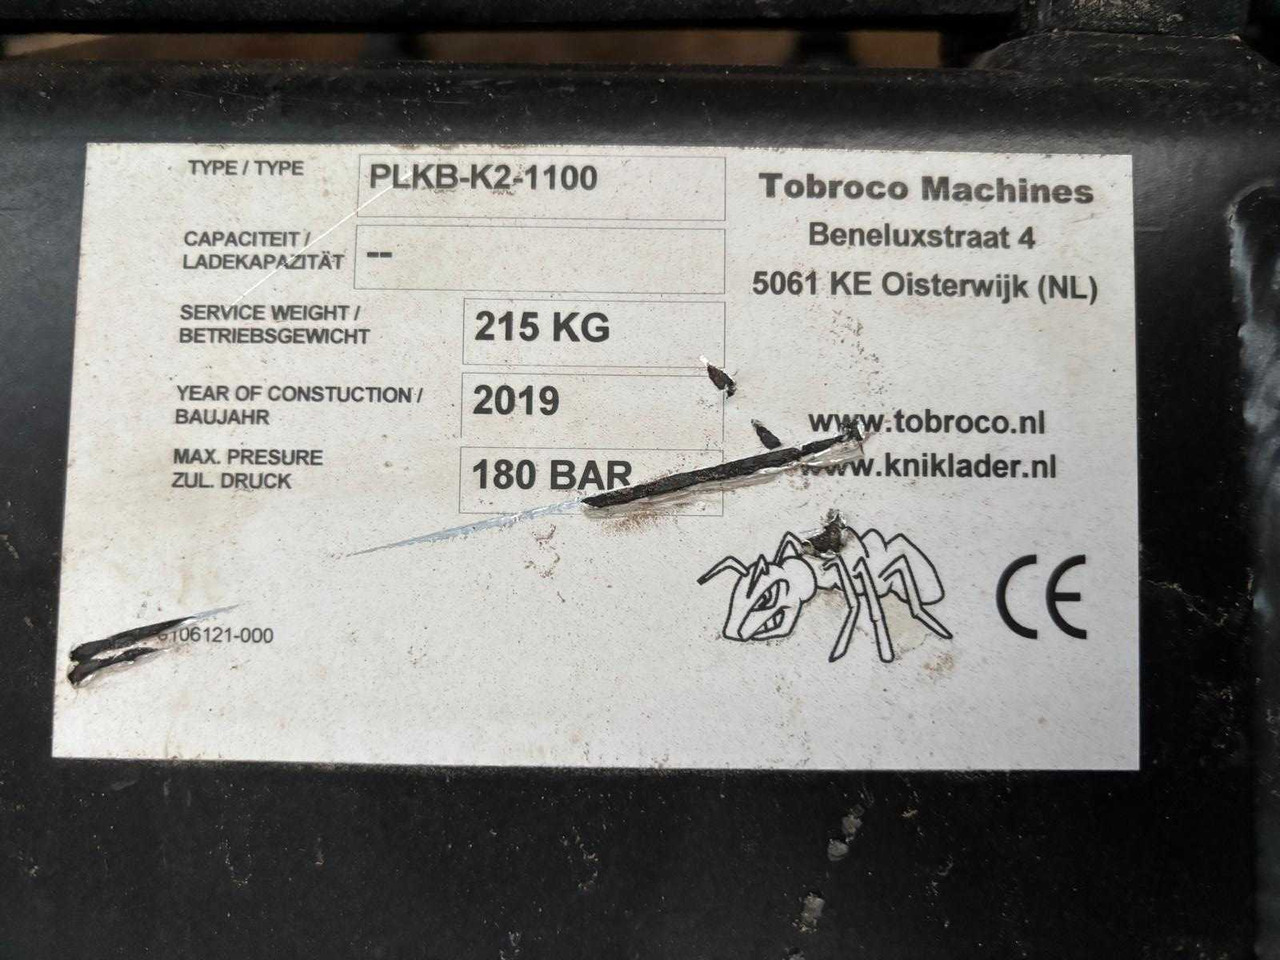 TYPE / TYPE PLKB-K2-1100
CAPACITEIT /
LADEKAPAZITÄT --
SERVICE WEIGHT /
BETRIEBSGEWICHT 215 KG
YEAR OF CONSTUCTION /
BAUJAHR 2019
MAX. PRESURE
ZUL. DRUCK 180 BAR
6106121-000
Tobroco Machines
Beneluxstraat 4
5061 KE Oisterwijk (NL)
www.tobroco.nl
www.kniklader.nl
CE